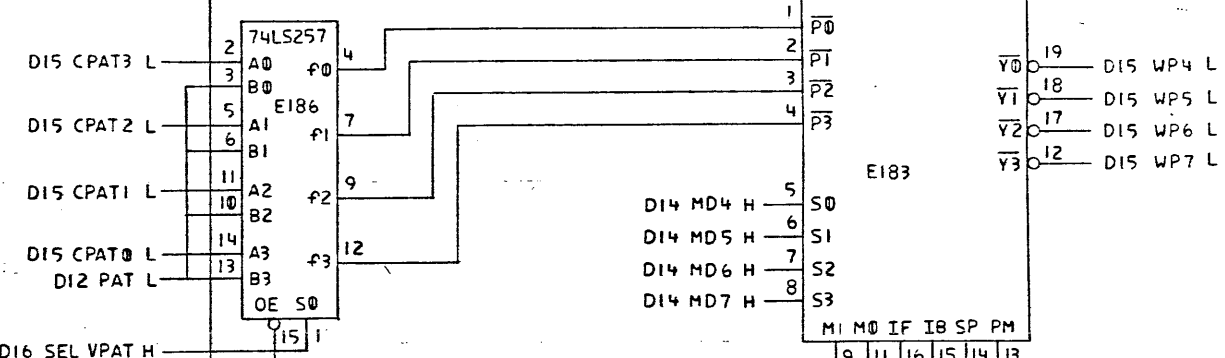 74LS257
D15 CPAT3 L 2 A0 f0 4
3 B0
E186
D15 CPAT2 L 5 A1 f1 7
6 B1
D15 CPAT1 L 11 A2 f2 9
10 B2
D15 CPAT0 L 14 A3 f3 12
D12 PAT L 13 B3
OE S0
15 1
D16 SEL VPAT H
1 P0
2 P1
3 P2
4 P3
E183
D14 MD4 H 5 S0
D14 MD5 H 6 S1
D14 MD6 H 7 S2
D14 MD7 H 8 S3
M1 M0 IF IB SP PM
9 11 16 15 14 13
Y0 19 D15 WP4 L
Y1 18 D15 WP5 L
Y2 17 D15 WP6 L
Y3 12 D15 WP7 L